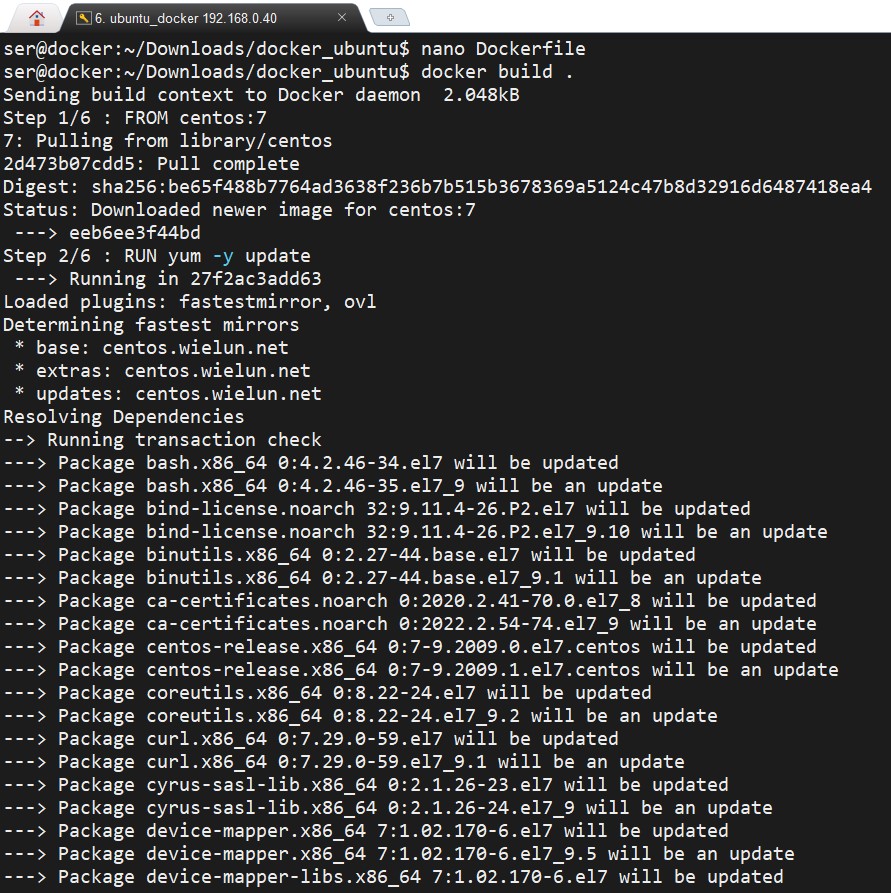 6. ubuntu_docker 192.168.0.40
ser@docker:~/Downloads/docker_ubuntu$ nano Dockerfile
ser@docker:~/Downloads/docker_ubuntu$ docker build .
Sending build context to Docker daemon  2.048kB
Step 1/6 : FROM centos:7
7: Pulling from library/centos
2d473b07cdd5: Pull complete
Digest: sha256:be65f488b7764ad3638f236b7b515b3678369a5124c47b8d32916d6487418ea4
Status: Downloaded newer image for centos:7
 ---> eeb6ee3f44bd
Step 2/6 : RUN yum -y update
 ---> Running in 27f2ac3add63
Loaded plugins: fastestmirror, ovl
Determining fastest mirrors
 * base: centos.wielun.net
 * extras: centos.wielun.net
 * updates: centos.wielun.net
Resolving Dependencies
--> Running transaction check
---> Package bash.x86_64 0:4.2.46-34.el7 will be updated
---> Package bash.x86_64 0:4.2.46-35.el7_9 will be an update
---> Package bind-license.noarch 32:9.11.4-26.P2.el7 will be updated
---> Package bind-license.noarch 32:9.11.4-26.P2.el7_9.10 will be an update
---> Package binutils.x86_64 0:2.27-44.base.el7 will be updated
---> Package binutils.x86_64 0:2.27-44.base.el7_9.1 will be an update
---> Package ca-certificates.noarch 0:2020.2.41-70.0.el7_8 will be updated
---> Package ca-certificates.noarch 0:2022.2.54-74.el7_9 will be an update
---> Package centos-release.x86_64 0:7-9.2009.0.el7.centos will be updated
---> Package centos-release.x86_64 0:7-9.2009.1.el7.centos will be an update
---> Package coreutils.x86_64 0:8.22-24.el7 will be updated
---> Package coreutils.x86_64 0:8.22-24.el7_9.2 will be an update
---> Package curl.x86_64 0:7.29.0-59.el7 will be updated
---> Package curl.x86_64 0:7.29.0-59.el7_9.1 will be an update
---> Package cyrus-sasl-lib.x86_64 0:2.1.26-23.el7 will be updated
---> Package cyrus-sasl-lib.x86_64 0:2.1.26-24.el7_9 will be an update
---> Package device-mapper.x86_64 7:1.02.170-6.el7 will be updated
---> Package device-mapper.x86_64 7:1.02.170-6.el7_9.5 will be an update
---> Package device-mapper-libs.x86_64 7:1.02.170-6.el7 will be updated